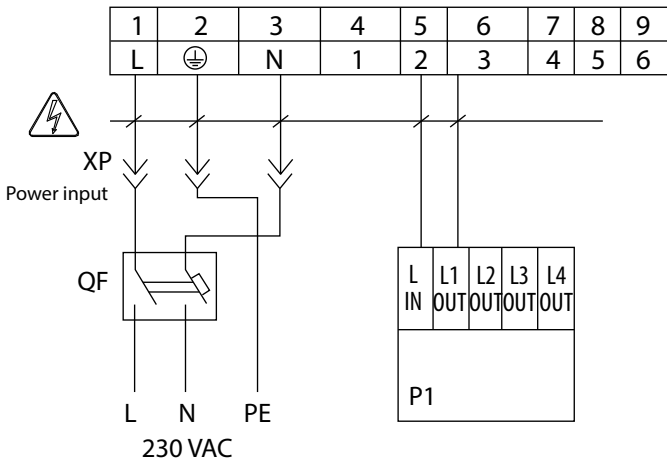 1 2 3 4 5 6 7 8 9
L N 1 2 3 4 5 6
XP
Power input
QF
L IN L1 OUT L2 OUT L3 OUT L4 OUT
P1
L N PE
230 VAC